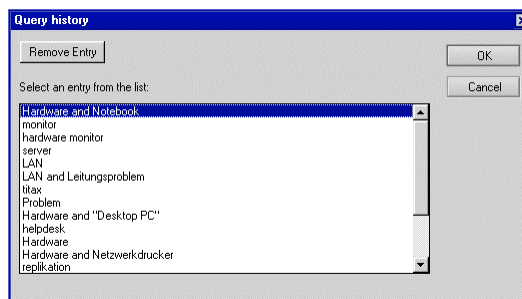 Query history
Remove Entry
OK
Select an entry from the list:
Cancel
Hardware and Notebook
monitor
hardware monitor
server
LAN
LAN and Leitungsproblem
titax
Problem
Hardware and "Desktop PC"
helpdesk
Hardware
Hardware and Netzwerkdrucker
replikation